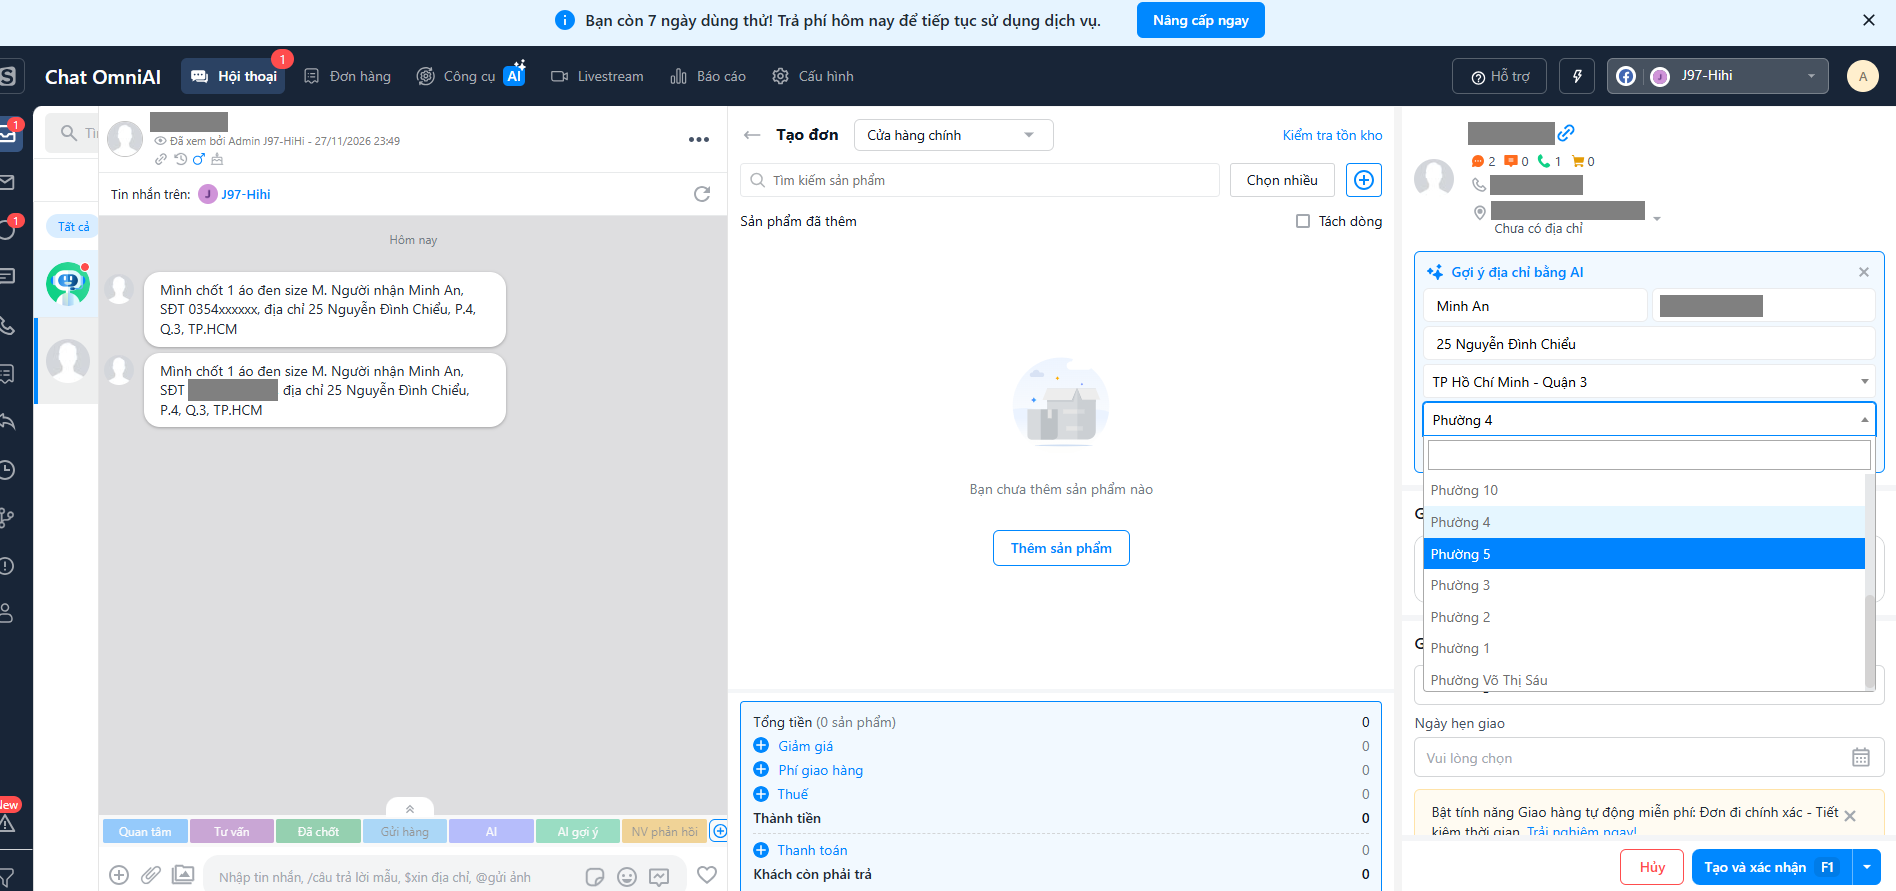 Bạn còn 7 ngày dùng thử! Trả phí hôm nay để tiếp tục sử dụng dịch vụ.
Nâng cấp ngay
S
Chat OmniAI
Hội thoại
1
Đơn hàng
Công cụ
AI
Livestream
Báo cáo
Cấu hình
Hỗ trợ
J
J97-Hihi
A
1
1
New
Tất cả
Đã xem bởi Admin J97-HiHi - 27/11/2026 23:49
Tin nhắn trên:
J
J97-Hihi
Hôm nay
Mình chốt 1 áo đen size M. Người nhận Minh An,
SĐT 0354xxxxxx, địa chỉ 25 Nguyễn Đình Chiểu, P.4,
Q.3, TP.HCM
Mình chốt 1 áo đen size M. Người nhận Minh An,
SĐT địa chỉ 25 Nguyễn Đình Chiểu,
P.4, Q.3, TP.HCM
Quan tâm
Tư vấn
Đã chốt
Gửi hàng
AI
AI gợi ý
NV phản hồi
Nhập tin nhắn, /câu trả lời mẫu, $xin địa chỉ, @gửi ảnh
Tạo đơn
Cửa hàng chính
Kiểm tra tồn kho
Tìm kiếm sản phẩm
Chọn nhiều
Sản phẩm đã thêm
Tách dòng
Bạn chưa thêm sản phẩm nào
Thêm sản phẩm
Tổng tiền (0 sản phẩm) 0
Giảm giá 0
Phí giao hàng 0
Thuế 0
Thành tiền 0
Thanh toán 0
Khách còn phải trả 0
2 0 1 0
Chưa có địa chỉ
Gợi ý địa chỉ bằng AI
Minh An
25 Nguyễn Đình Chiểu
TP Hồ Chí Minh - Quận 3
Phường 4
Phường 10
Phường 4
Phường 5
Phường 3
Phường 2
Phường 1
Phường Võ Thị Sáu
Ngày hẹn giao
Vui lòng chọn
Bật tính năng Giao hàng tự động miễn phí: Đơn đi chính xác - Tiết
kiệm thời gian. Trải nghiệm ngay!
Hủy
Tạo và xác nhận F1